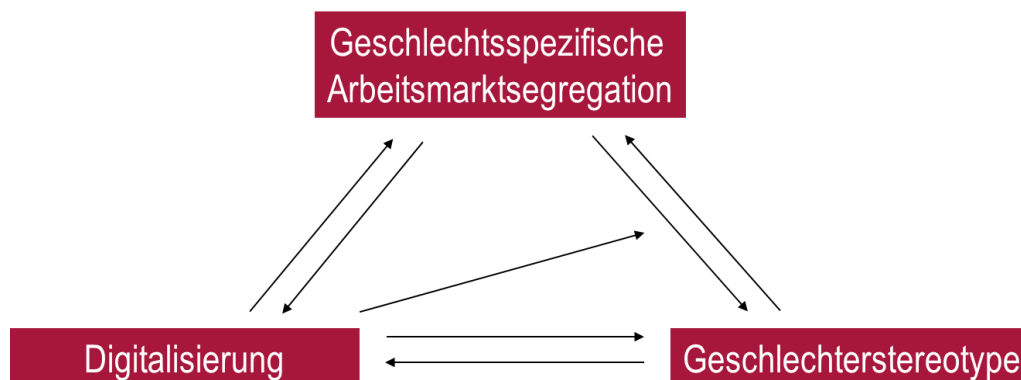 Geschlechtsspezifische
Arbeitsmarktsegregation
Digitalisierung
Geschlechterstereotype